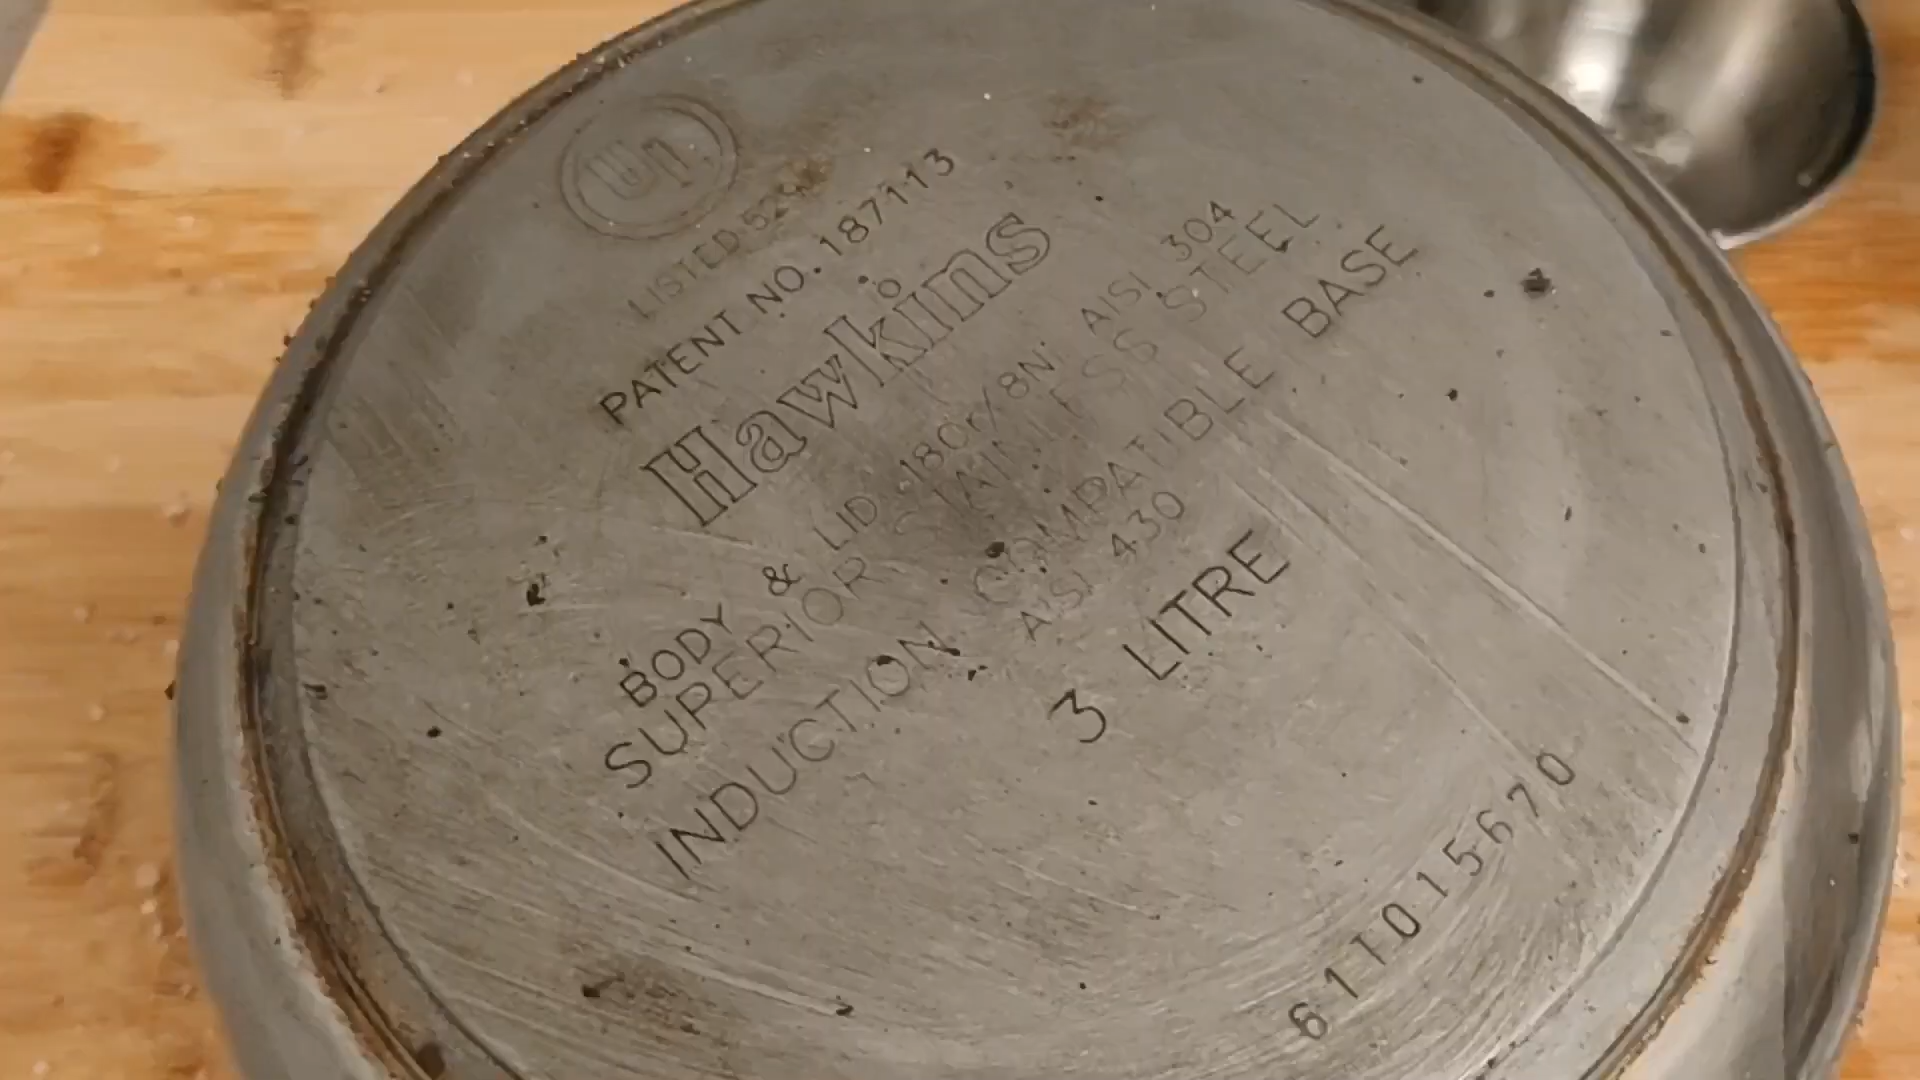 LISTED
PATENT NO. 187113
Hawkins
BODY & LID 18Cr/8Ni AISI 304
SUPERIOR STAINLESS STEEL
INDUCTION COMPATIBLE BASE
AISI 430
3 LITRE
61T015670